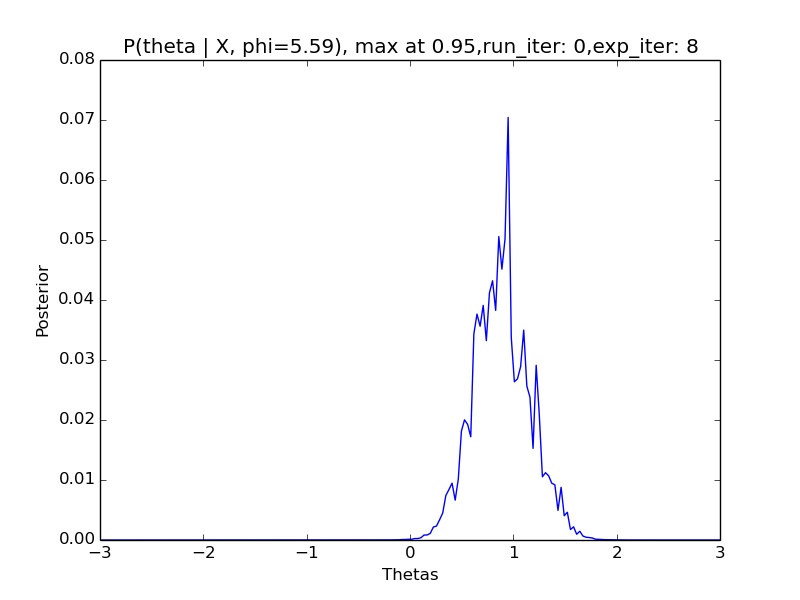 P(theta | X, phi=5.59), max at 0.95,run_iter: 0,exp_iter: 8
0.08
0.07
0.06
0.05
0.04
0.03
0.02
0.01
0.00
Posterior
−3 −2 −1 0 1 2 3
Thetas